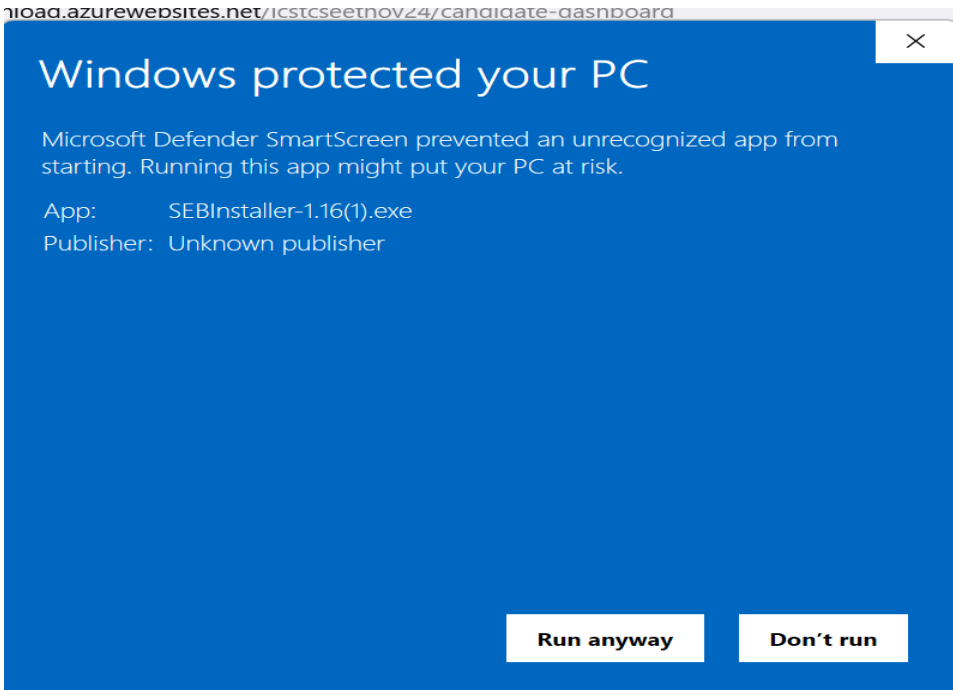 nload.azurewebsites.net/icstcseetnov24/candidate-dashboard
Windows protected your PC
Microsoft Defender SmartScreen prevented an unrecognized app from
starting. Running this app might put your PC at risk.
App: SEBInstaller-1.16(1).exe
Publisher: Unknown publisher
Run anyway
Don't run